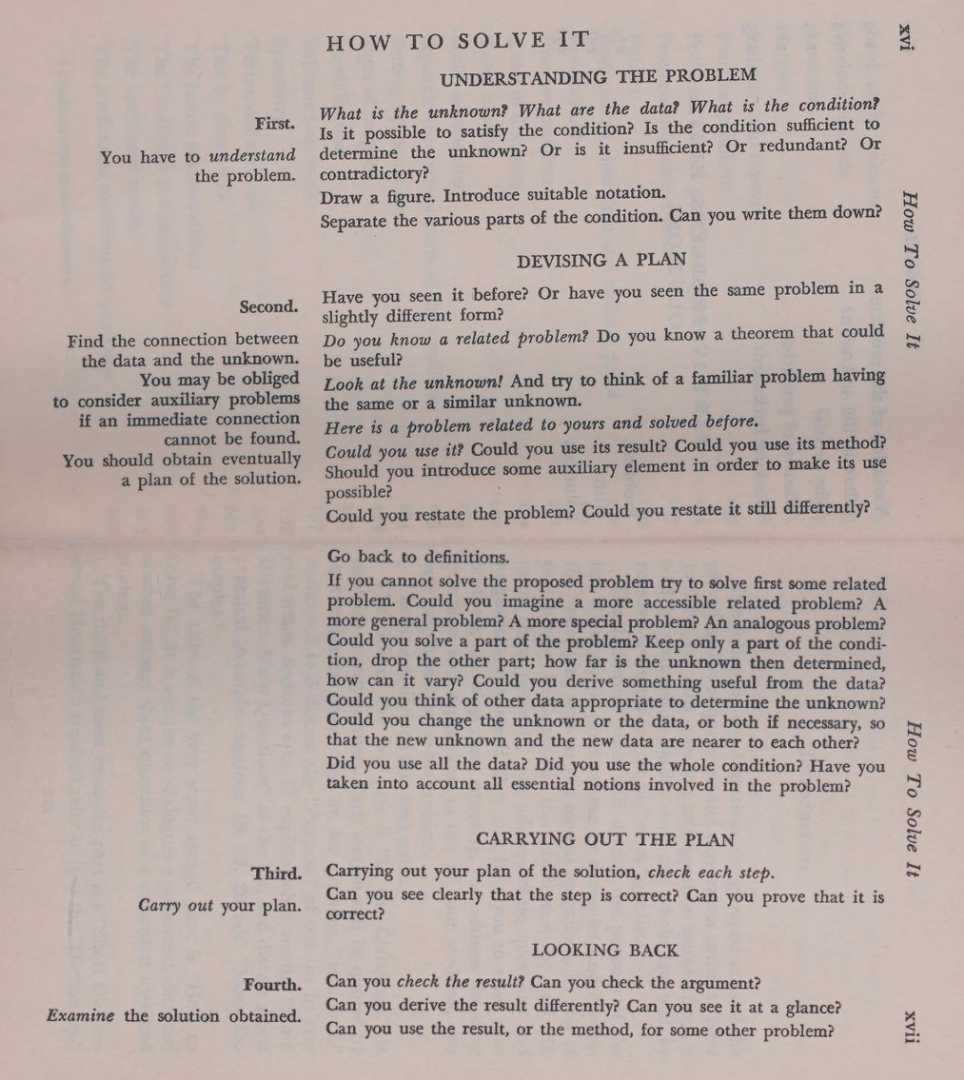 HOW TO SOLVE IT
xvi
UNDERSTANDING THE PROBLEM
First.
You have to understand
the problem.
What is the unknown? What are the data? What is the condition?
Is it possible to satisfy the condition? Is the condition sufficient to
determine the unknown? Or is it insufficient? Or redundant? Or
contradictory?
Draw a figure. Introduce suitable notation.
Separate the various parts of the condition. Can you write them down?
How To Solve It
DEVISING A PLAN
Second.
Find the connection between
the data and the unknown.
You may be obliged
to consider auxiliary problems
if an immediate connection
cannot be found.
You should obtain eventually
a plan of the solution.
Have you seen it before? Or have you seen the same problem in a
slightly different form?
Do you know a related problem? Do you know a theorem that could
be useful?
Look at the unknown! And try to think of a familiar problem having
the same or a similar unknown.
Here is a problem related to yours and solved before.
Could you use it? Could you use its result? Could you use its method?
Should you introduce some auxiliary element in order to make its use
possible?
Could you restate the problem? Could you restate it still differently?
Go back to definitions.
If you cannot solve the proposed problem try to solve first some related
problem. Could you imagine a more accessible related problem? A
more general problem? A more special problem? An analogous problem?
Could you solve a part of the problem? Keep only a part of the condi-
tion, drop the other part; how far is the unknown then determined,
how can it vary? Could you derive something useful from the data?
Could you think of other data appropriate to determine the unknown?
Could you change the unknown or the data, or both if necessary, so
that the new unknown and the new data are nearer to each other?
Did you use all the data? Did you use the whole condition? Have you
taken into account all essential notions involved in the problem?
How To Solve It
CARRYING OUT THE PLAN
Third.
Carry out your plan.
Carrying out your plan of the solution, check each step.
Can you see clearly that the step is correct? Can you prove that it is
correct?
LOOKING BACK
Fourth.
Examine the solution obtained.
Can you check the result? Can you check the argument?
Can you derive the result differently? Can you see it at a glance?
Can you use the result, or the method, for some other problem?
xvii